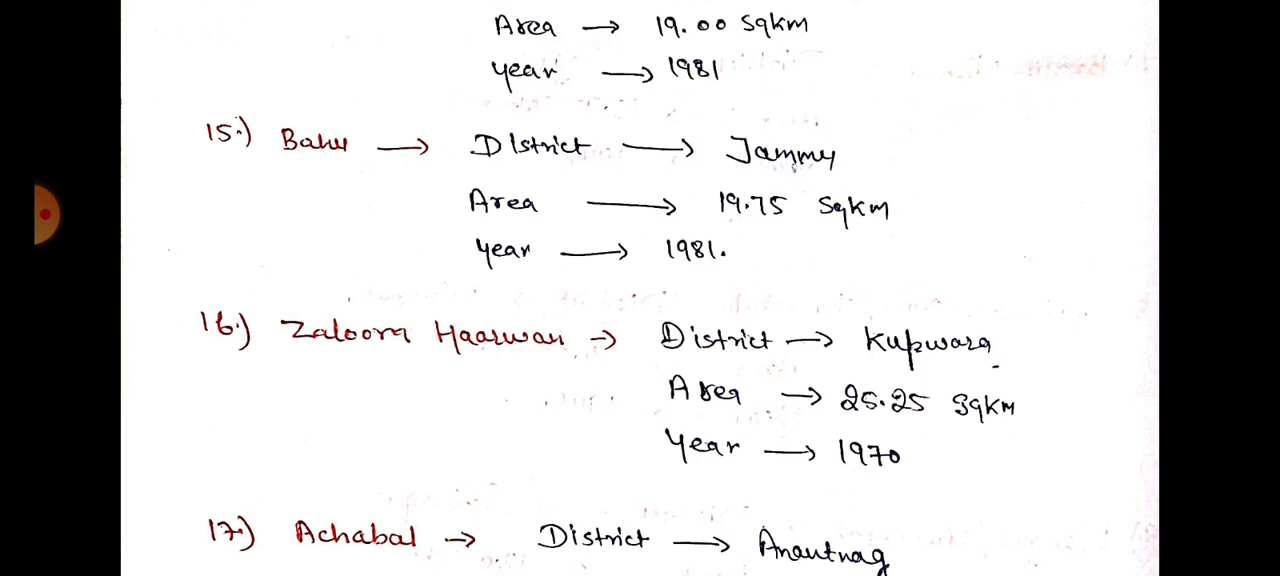 Area → 19.00 Sqkm
year → 1981
15.) Bahu → District → Jammu
Area → 19.75 Sqkm
year → 1981.
16.) Zaloora Haarwan → District → Kupwara
Area → 25.25 SqKM
Year → 1970
17.) Achabal → District → Anantnag